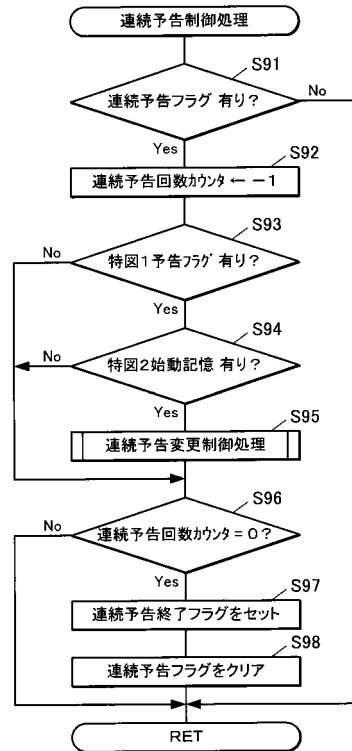 連続予告制御処理
S91
連続予告フラグ 有り？
No
Yes
S92
連続予告回数カウンタ ← －1
S93
No
特図1予告フラグ 有り？
Yes
S94
No
特図2始動記憶 有り？
Yes
S95
連続予告変更制御処理
S96
No
連続予告回数カウンタ＝0？
Yes
S97
連続予告終了フラグをセット
S98
連続予告フラグをクリア
RET